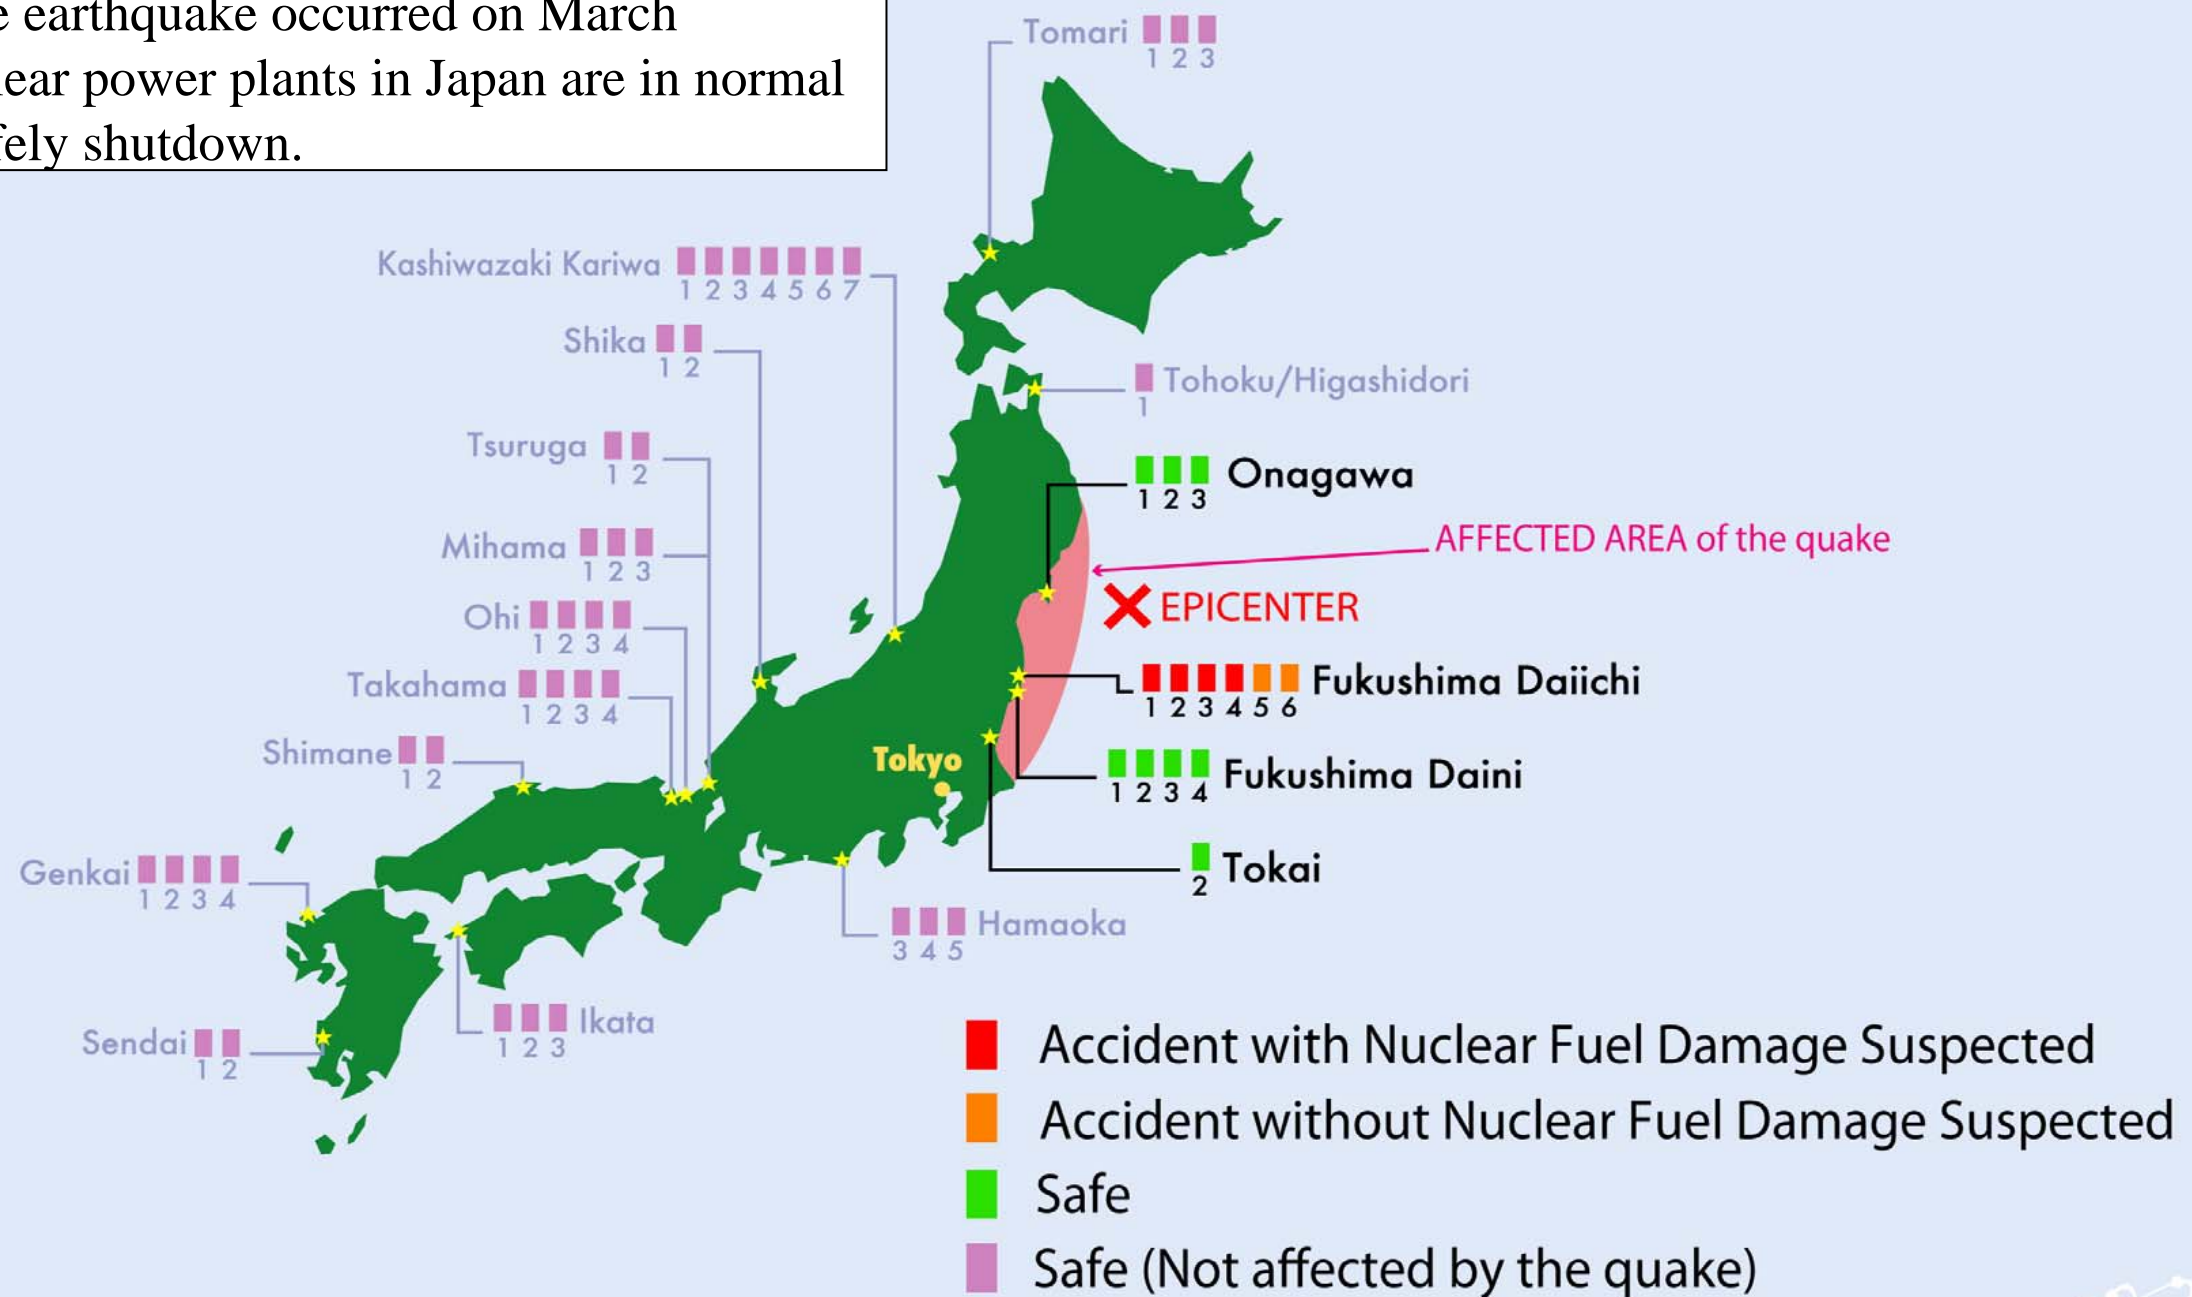 earthquake occurred on March
power plants in Japan are in normal
shutdown.
Tomari
1 2 3
Kashiwazaki Kariwa
1 2 3 4 5 6 7
Shika
1 2
Tohoku/Higashidori
1
Tsuruga
1 2
Onagawa
1 2 3
AFFECTED AREA of the quake
Mihama
1 2 3
EPICENTER
Ohi
1 2 3 4
Takahama
1 2 3 4
Fukushima Daiichi
1 2 3 4 5 6
Shimane
1 2
Tokyo
Fukushima Daini
1 2 3 4
Genkai
1 2 3 4
Tokai
2
Hamaoka
3 4 5
Ikata
1 2 3
Sendai
1 2
Accident with Nuclear Fuel Damage Suspected
Accident without Nuclear Fuel Damage Suspected
Safe
Safe (Not affected by the quake)